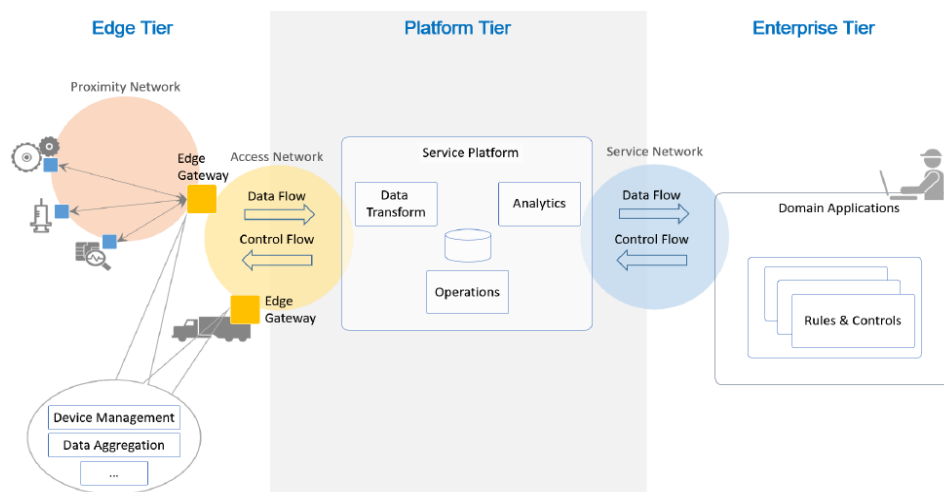 Edge Tier
Platform Tier
Enterprise Tier
Proximity Network
Edge
Gateway
Access Network
Data Flow
Control Flow
Edge
Gateway
Device Management
Data Aggregation
...
Service Platform
Data
Transform
Analytics
Operations
Service Network
Data Flow
Control Flow
Domain Applications
Rules & Controls